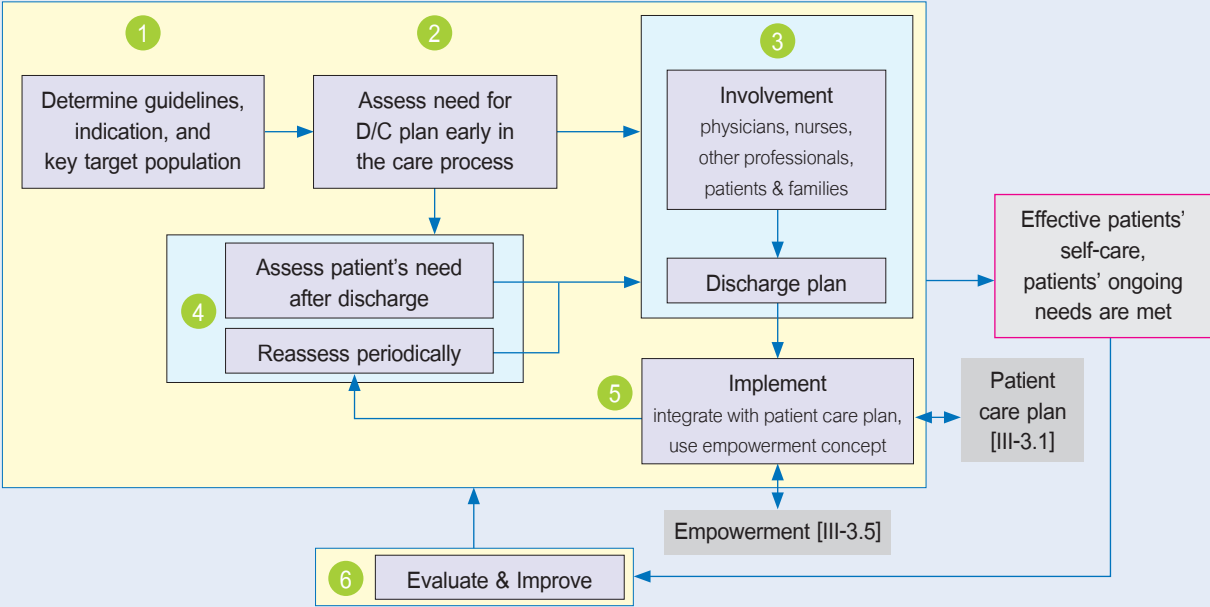 1
Determine guidelines,
indication, and
key target population
2
Assess need for
D/C plan early in
the care process
3
Involvement
physicians, nurses,
other professionals,
patients & families
Discharge plan
4
Assess patient’s need
after discharge
Reassess periodically
5
Implement
integrate with patient care plan,
use empowerment concept
Effective patients’
self-care,
patients’ ongoing
needs are met
Patient
care plan
[III-3.1]
Empowerment [III-3.5]
6
Evaluate & Improve